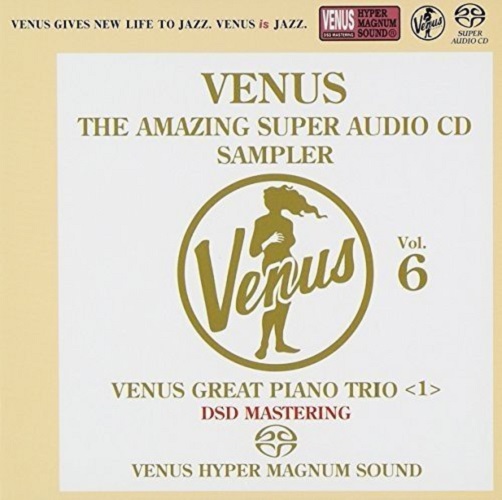 VENUS GIVES NEW LIFE TO JAZZ. VENUS is JAZZ.
VENUS
DSD MASTERING
HYPER
MAGNUM
SOUND®
Venus
SUPER AUDIO CD
VENUS
THE AMAZING SUPER AUDIO CD
SAMPLER
Venus
Vol.
6
VENUS GREAT PIANO TRIO <1>
DSD MASTERING
VENUS HYPER MAGNUM SOUND